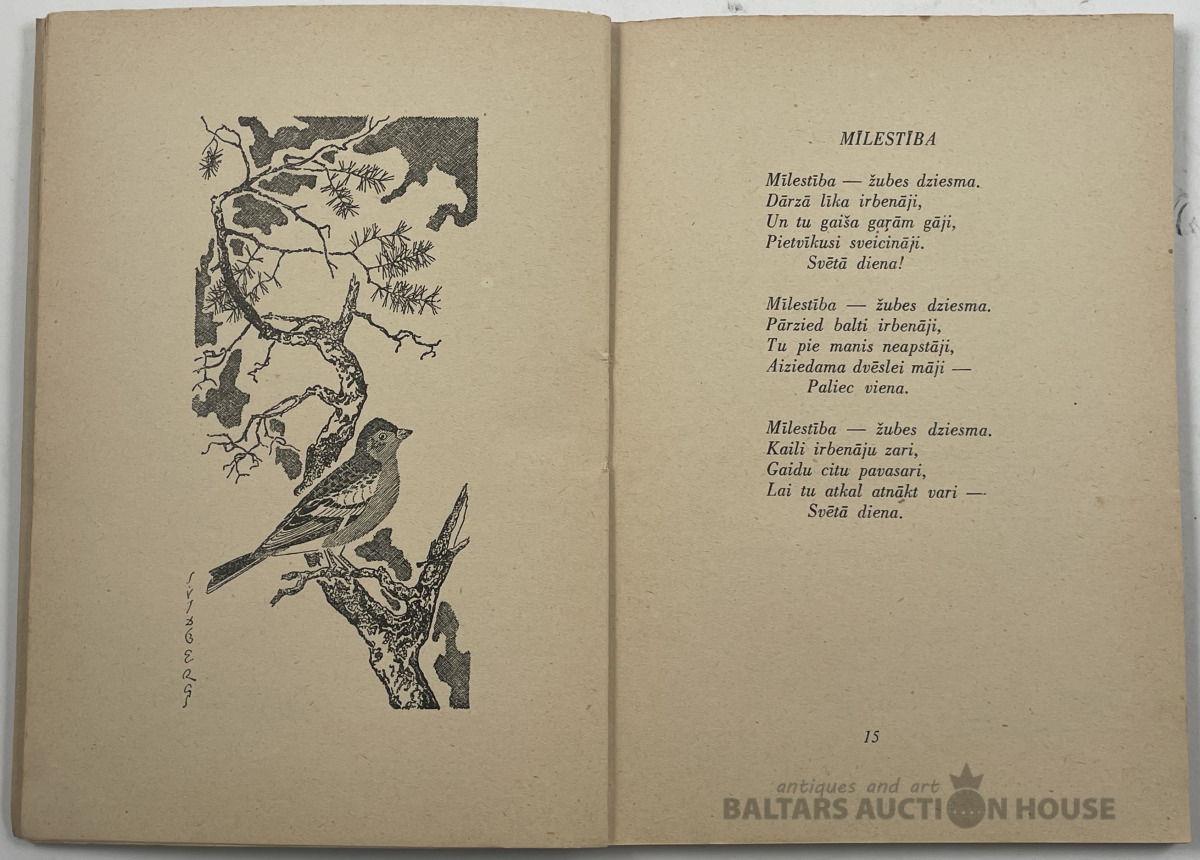 SVIDBERGS
MĪLESTĪBA
Mīlestība — žubes dziesma.
Dārzā līka irbenāji,
Un tu gaiša gaŗām gāji,
Pietvīkusi sveicināji.
Svētā diena!
Mīlestība — žubes dziesma.
Pārzied balti irbenāji,
Tu pie manis neapstāji,
Aiziedama dvēslei māji —
Paliec viena.
Mīlestība — žubes dziesma.
Kaili irbenāju zari,
Gaidu citu pavasari,
Lai tu atkal atnākt vari —
Svētā diena.
15
antiques and art
BALTARS AUCTION HOUSE